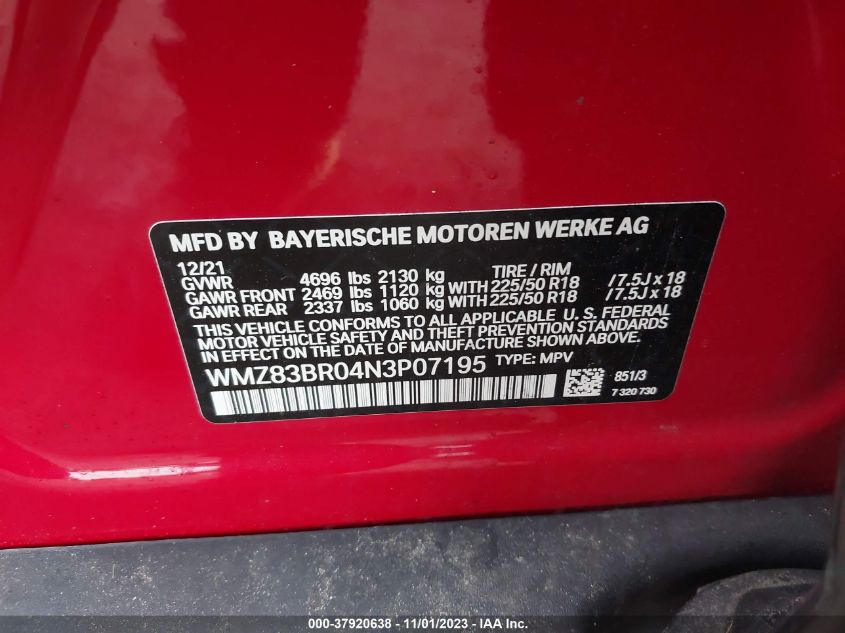 MFD BY BAYERISCHE MOTOREN WERKE AG
12/21 TIRE / RIM
GVWR 4696 lbs 2130 kg
GAWR FRONT 2469 lbs 1120 kg WITH 225/50 R18 /7.5J x 18
GAWR REAR 2337 lbs 1060 kg WITH 225/50 R18 /7.5J x 18
THIS VEHICLE CONFORMS TO ALL APPLICABLE U. S. FEDERAL
MOTOR VEHICLE SAFETY AND THEFT PREVENTION STANDARDS
IN EFFECT ON THE DATE OF MANUFACTURE SHOWN ABOVE.
WMZ83BR04N3P07195 TYPE: MPV
851/3
7 320 730
000-37920638 - 11/01/2023 - IAA Inc.